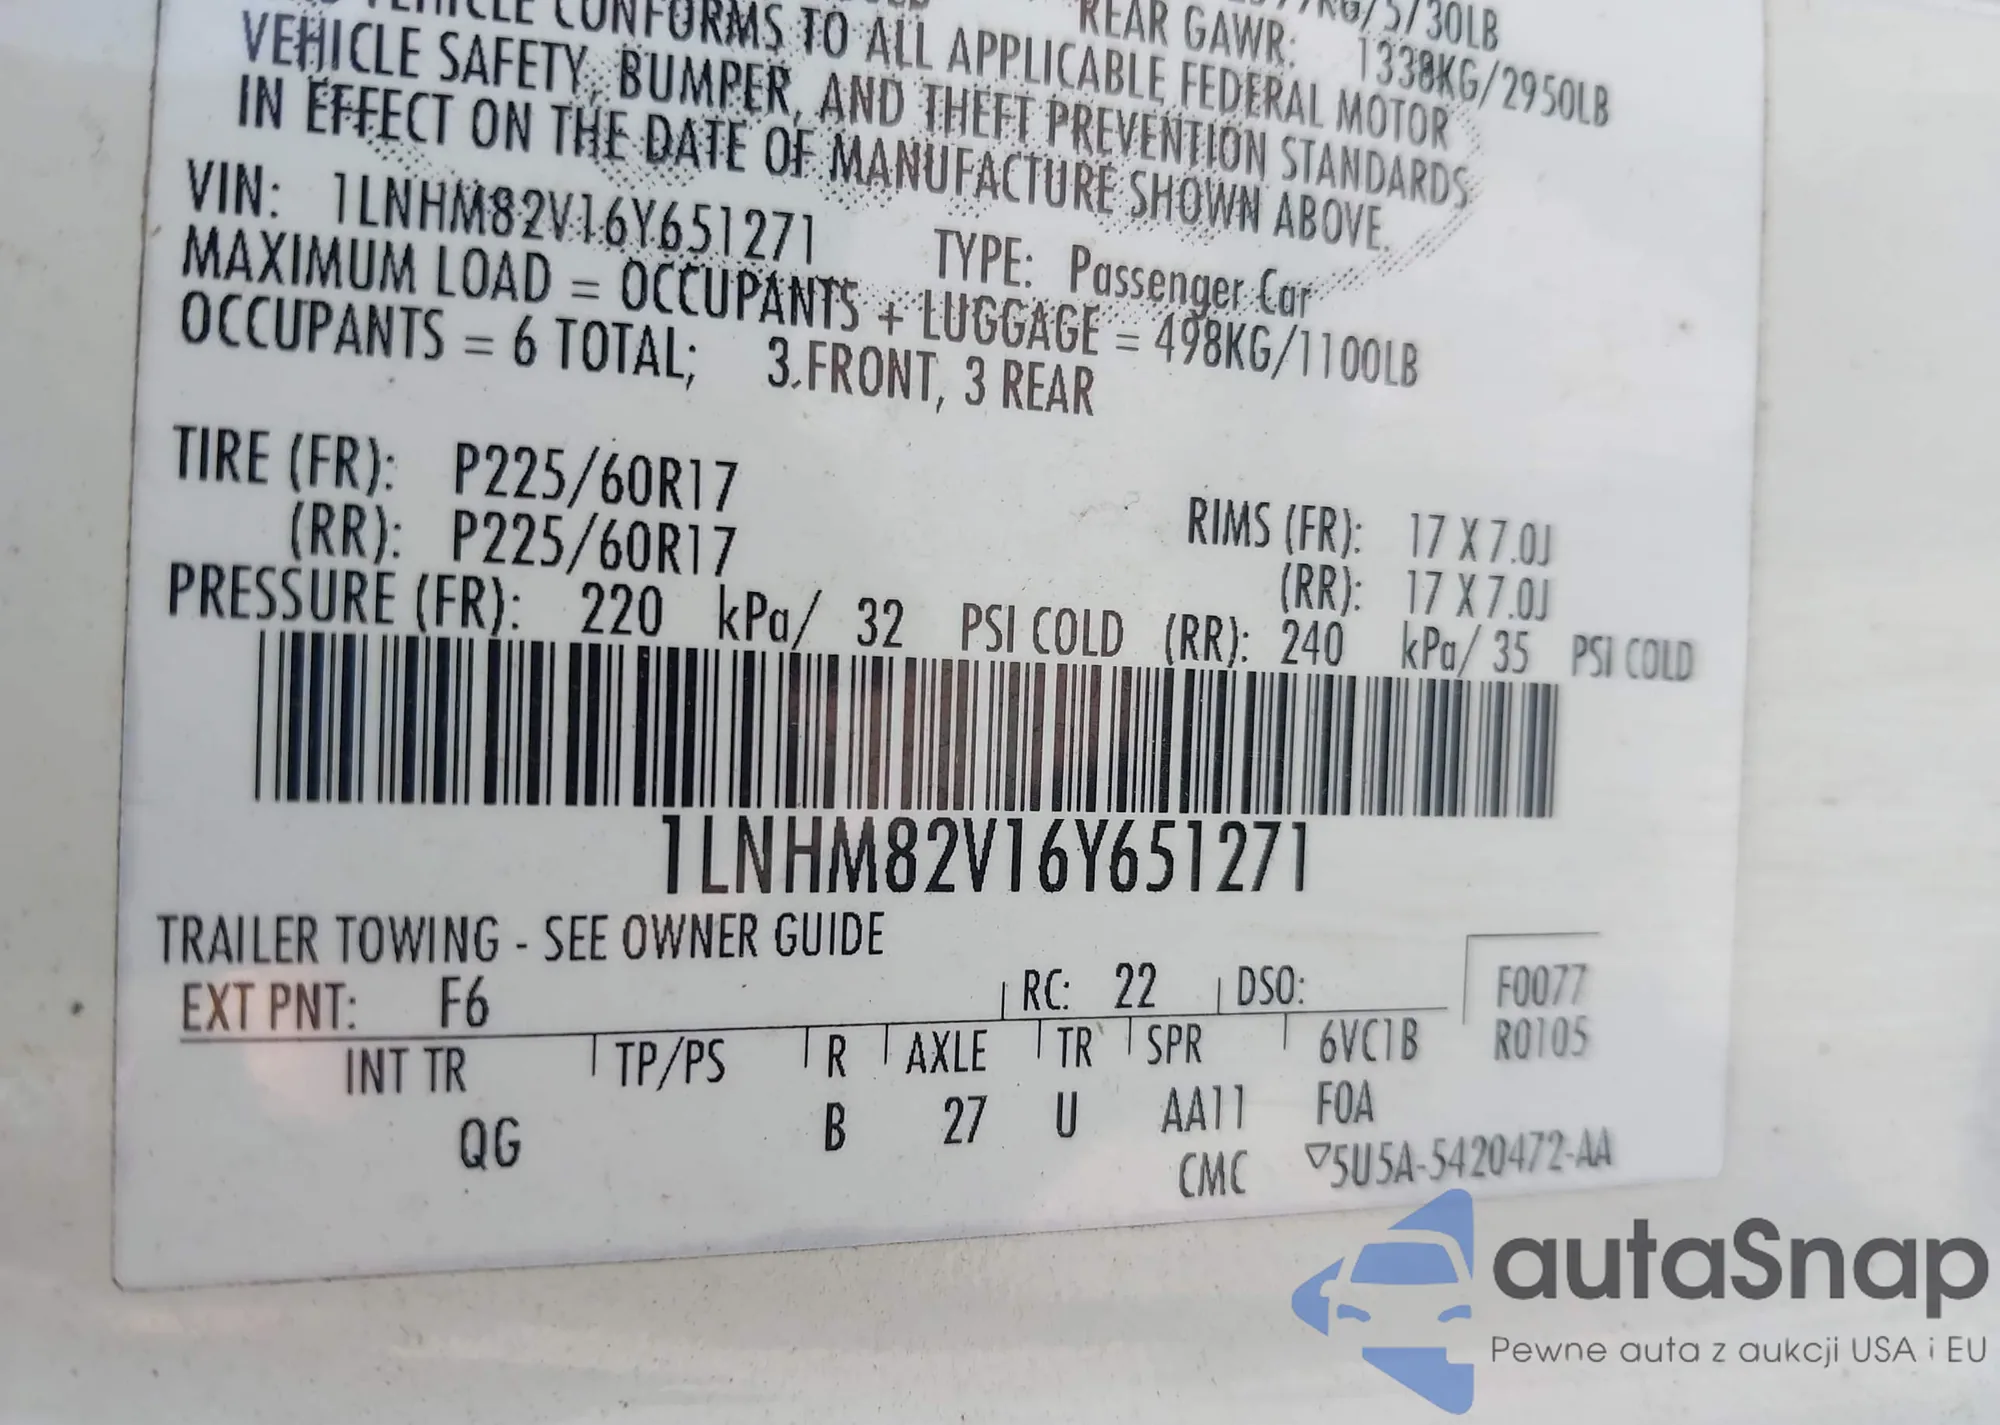 REAR GAWR: 1338KG/2950LB
VEHICLE CONFORMS TO ALL APPLICABLE FEDERAL MOTOR
VEHICLE SAFETY, BUMPER, AND THEFT PREVENTION STANDARDS
IN EFFECT ON THE DATE OF MANUFACTURE SHOWN ABOVE.
VIN: 1LNHM82V16Y651271 TYPE: Passenger Car
MAXIMUM LOAD = OCCUPANTS + LUGGAGE = 498KG/1100LB
OCCUPANTS = 6 TOTAL; 3 FRONT, 3 REAR
TIRE (FR): P225/60R17 RIMS (FR): 17 X 7.0J
(RR): P225/60R17 (RR): 17 X 7.0J
PRESSURE (FR): 220 kPa/ 32 PSI COLD (RR): 240 kPa/ 35 PSI COLD
1LNHM82V16Y651271
TRAILER TOWING - SEE OWNER GUIDE
EXT PNT: F6 RC: 22 DSO: F0077
INT TR TP/PS R AXLE TR SPR 6VC1B R0105
QG B 27 U AA11 F0A
CMC ▽5U5A-5420472-AA
autaSnap
Pewne auta z aukcji USA i EU